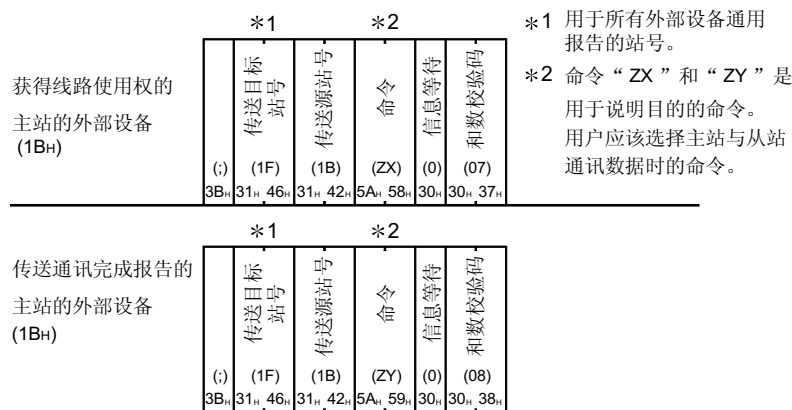 ∗1 ∗2
∗1 用于所有外部设备通用
报告的站号。
∗2 命令“ ZX ”和“ ZY ”是
用于说明目的的命令。
用户应该选择主站与从站
通讯数据时的命令。
获得线路使用权的
主站的外部设备
(1BH)
传送目标
站号
传送源站号
命令
信息等待
和数校验码
(;) (1F) (1B) (ZX) (0) (07)
3BH 31H 46H 31H 42H 5AH 58H 30H 30H 37H
∗1 ∗2
传送通讯完成报告的
主站的外部设备
(1BH)
传送目标
站号
传送源站号
命令
信息等待
和数校验码
(;) (1F) (1B) (ZY) (0) (08)
3BH 31H 46H 31H 42H 5AH 59H 30H 30H 38H